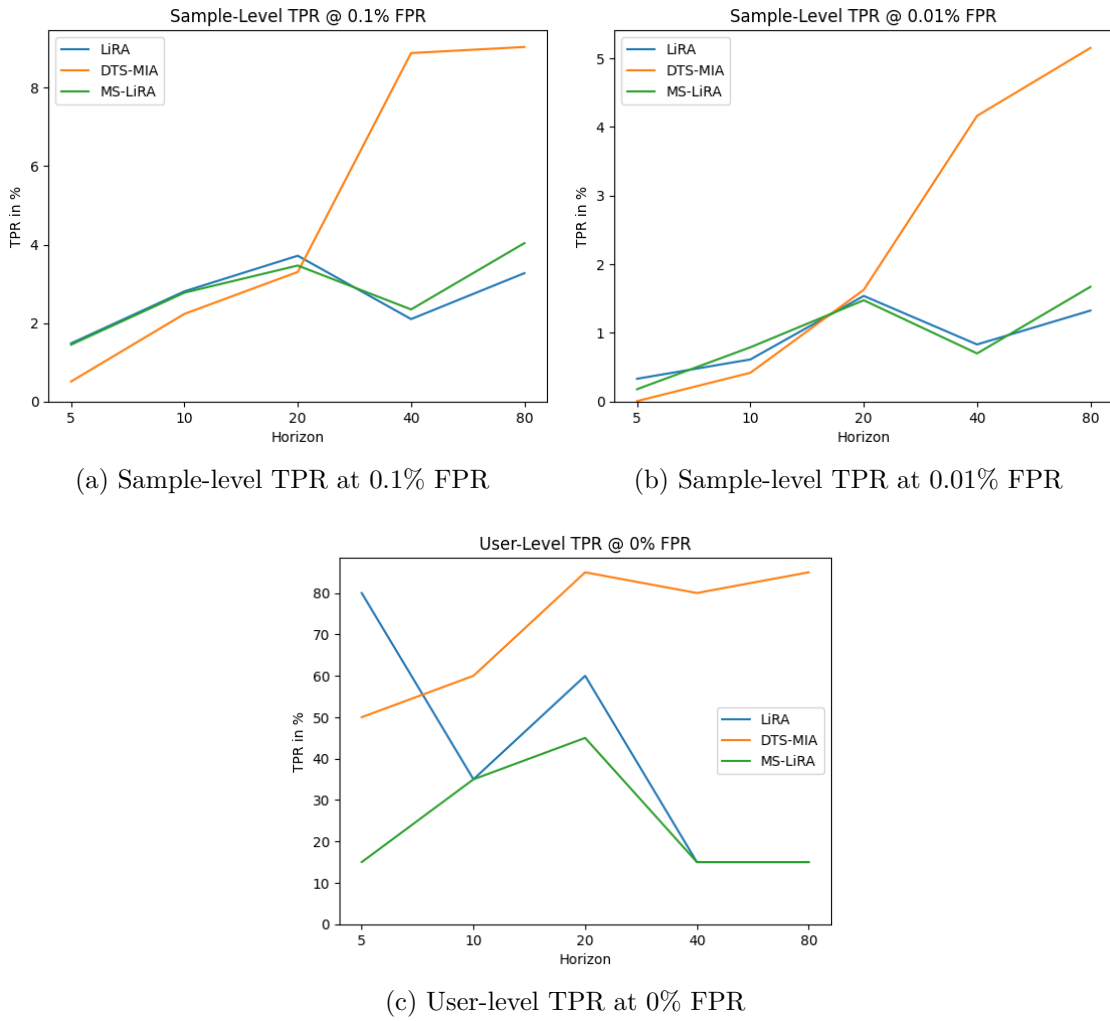 Sample-Level TPR @ 0.1% FPR
LiRA
DTS-MIA
MS-LiRA
TPR in %
8
6
4
2
0
5 10 20 40 80
Horizon
(a) Sample-level TPR at 0.1% FPR
Sample-Level TPR @ 0.01% FPR
LiRA
DTS-MIA
MS-LiRA
TPR in %
5
4
3
2
1
0
5 10 20 40 80
Horizon
(b) Sample-level TPR at 0.01% FPR
User-Level TPR @ 0% FPR
LiRA
DTS-MIA
MS-LiRA
TPR in %
80
70
60
50
40
30
20
10
0
5 10 20 40 80
Horizon
(c) User-level TPR at 0% FPR